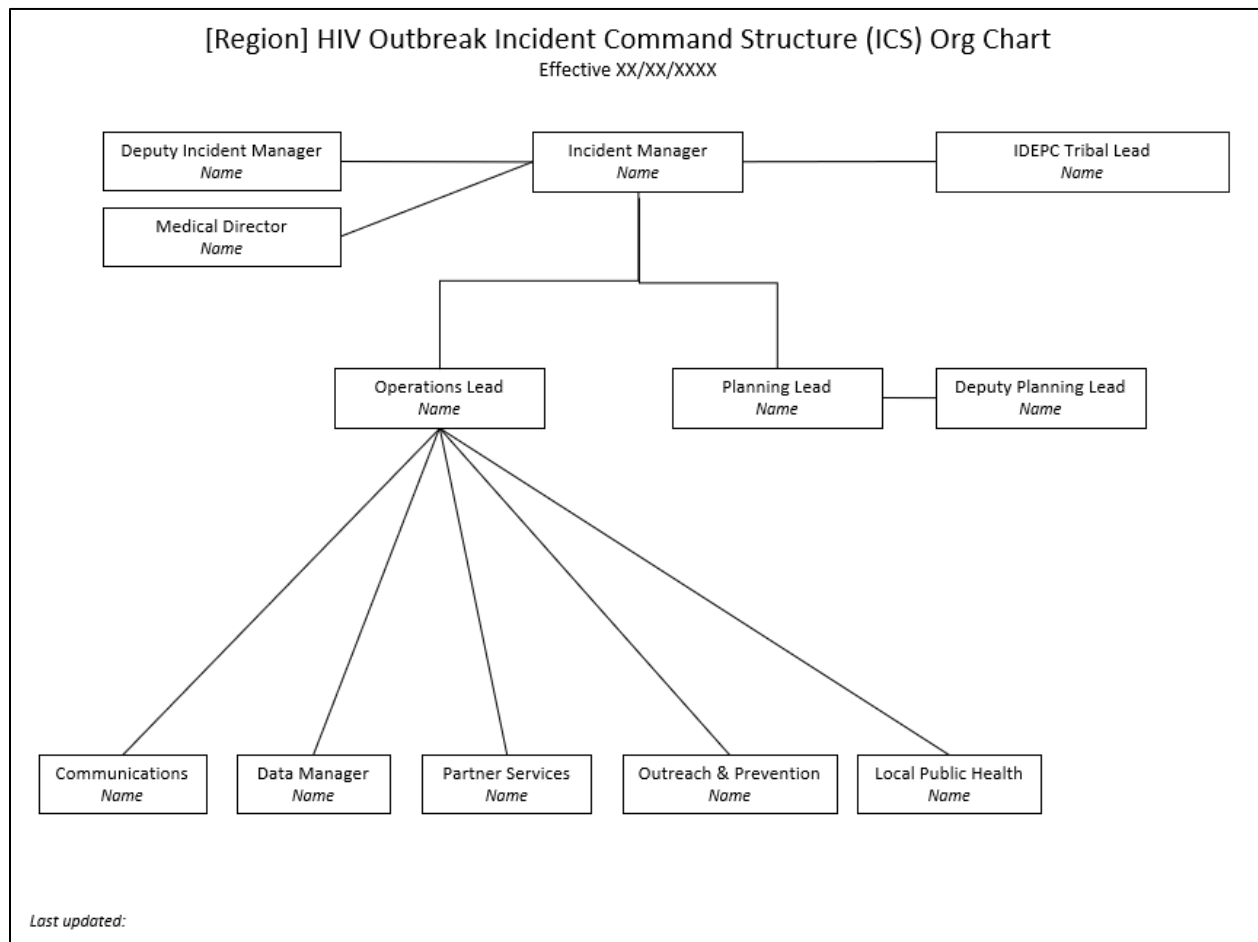 [Region] HIV Outbreak Incident Command Structure (ICS) Org Chart
Effective XX/XX/XXXX
Deputy Incident Manager
Name
Incident Manager
Name
IDEPC Tribal Lead
Name
Medical Director
Name
Operations Lead
Name
Planning Lead
Name
Deputy Planning Lead
Name
Communications
Name
Data Manager
Name
Partner Services
Name
Outreach & Prevention
Name
Local Public Health
Name
Last updated: